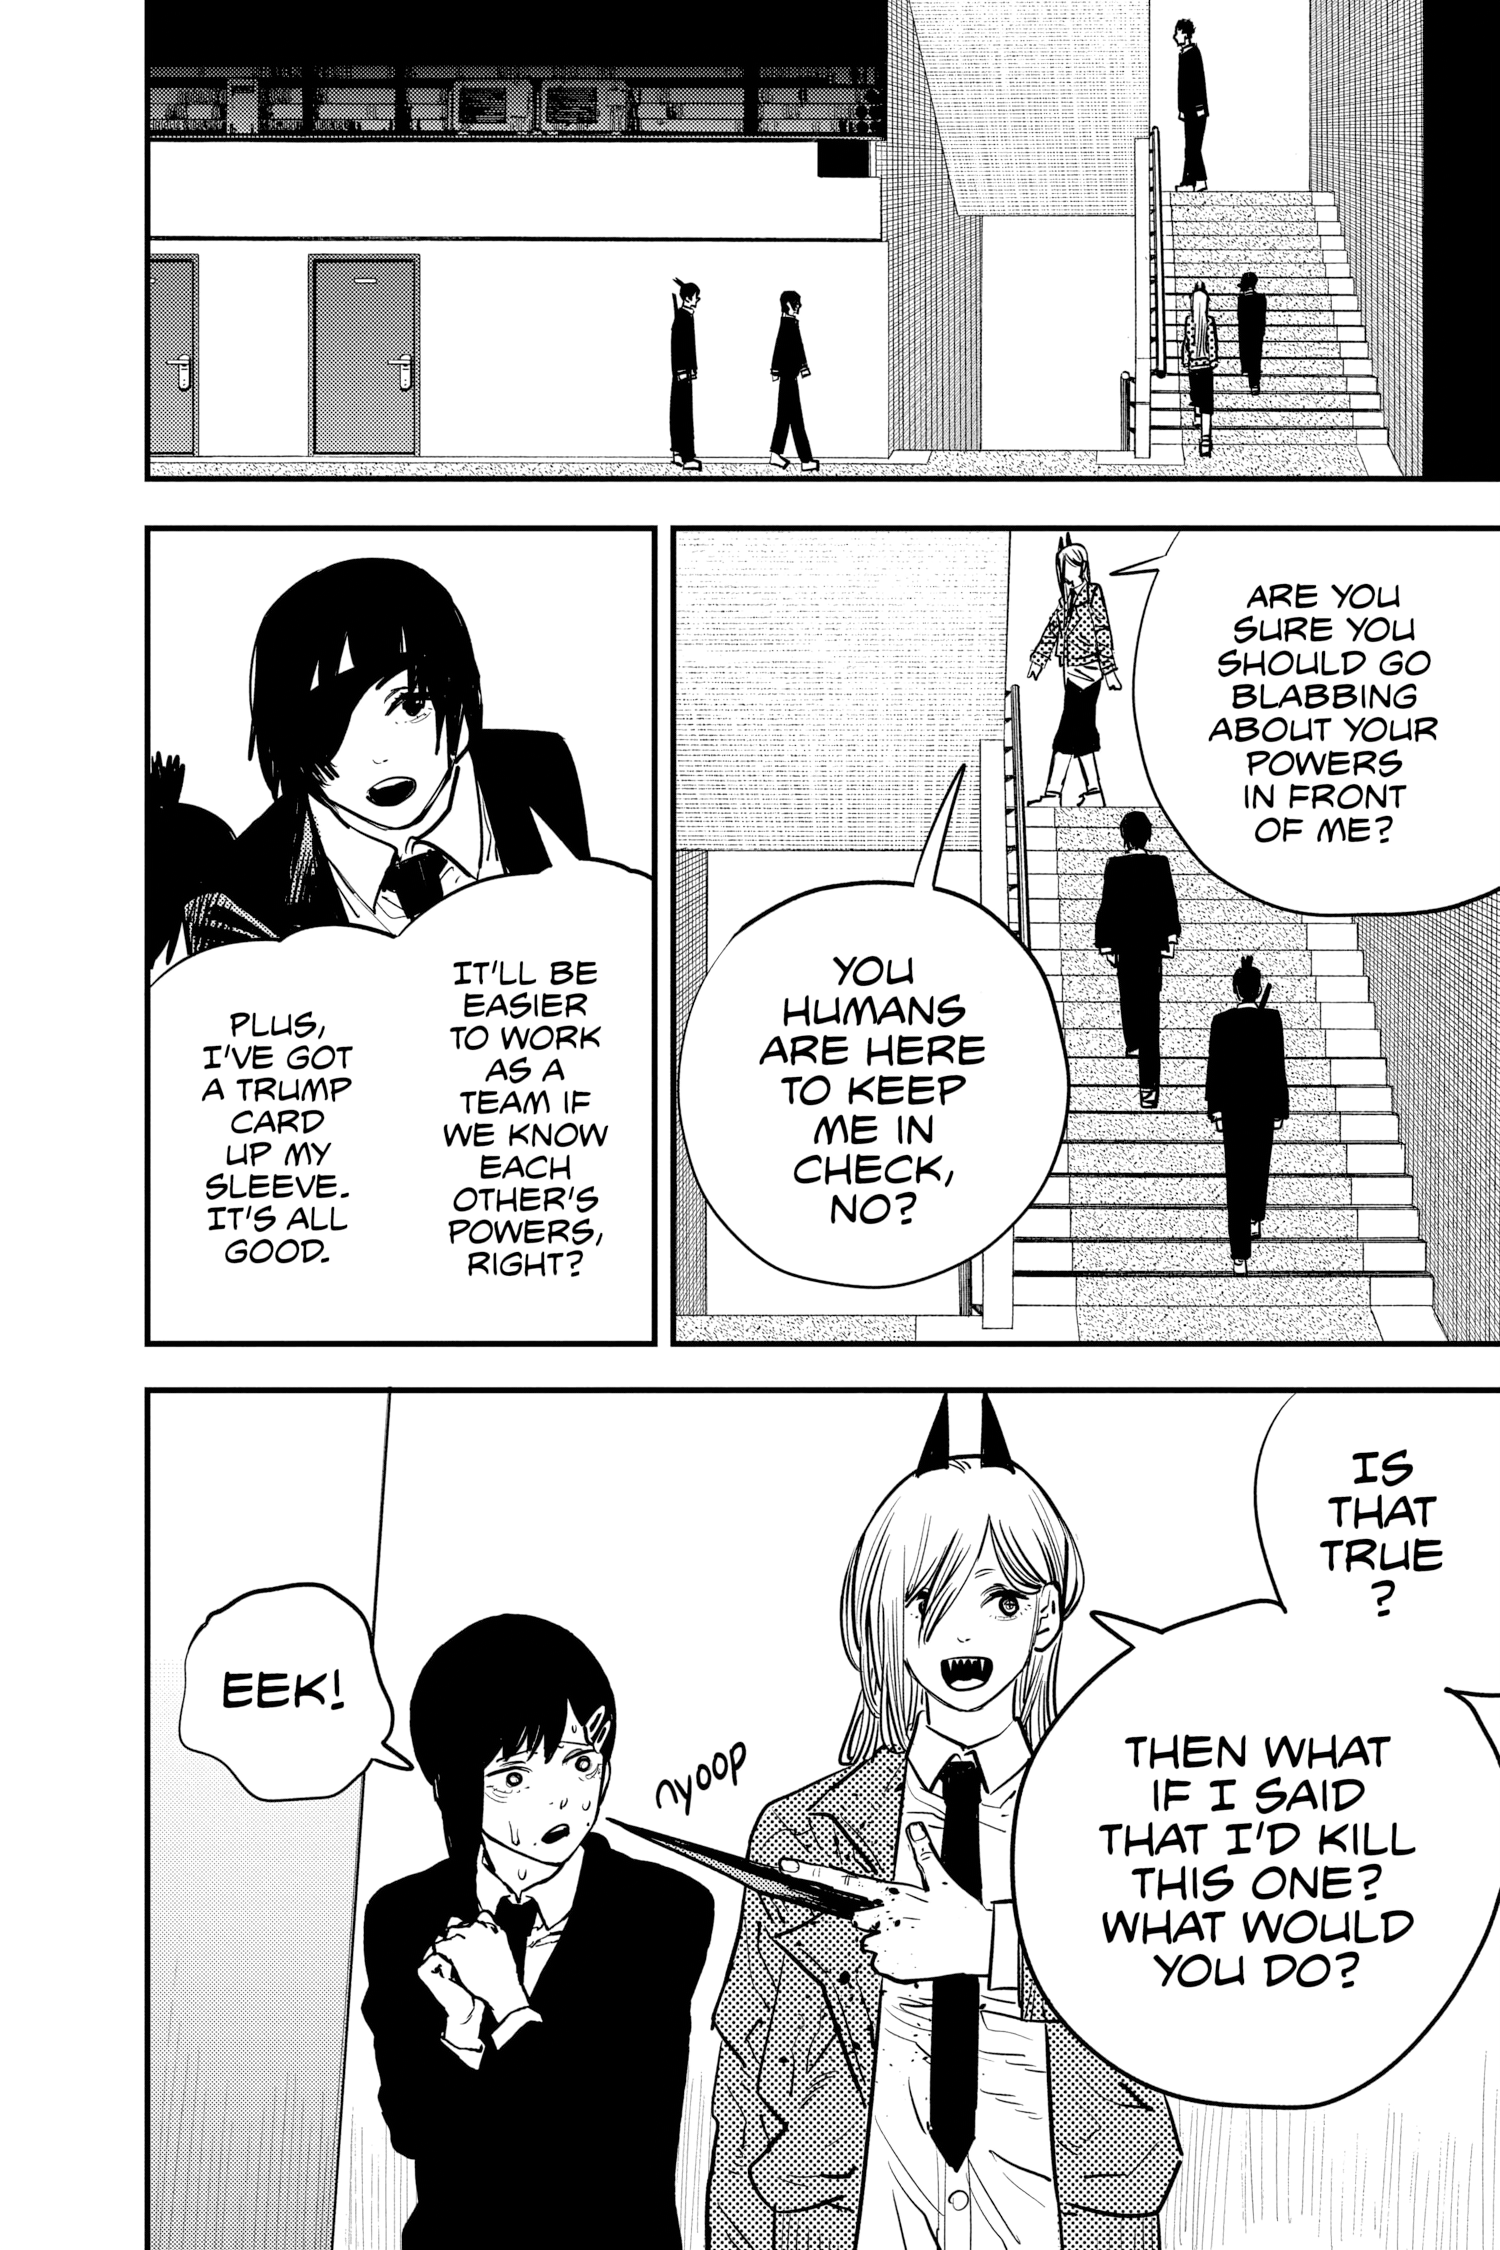 ARE YOU
SURE YOU
SHOULD GO
BLABBING
ABOUT YOUR
POWERS
IN FRONT
OF ME?
YOU
HUMANS
ARE HERE
TO KEEP
ME IN
CHECK,
NO?
IT'LL BE
EASIER
TO WORK
AS A
TEAM IF
WE KNOW
EACH
OTHER'S
POWERS,
RIGHT?
PLUS,
I'VE GOT
A TRUMP
CARD
UP MY
SLEEVE.
IT'S ALL
GOOD.
IS
THAT
TRUE
?
THEN WHAT
IF I SAID
THAT I'D KILL
THIS ONE?
WHAT WOULD
YOU DO?
nyoop
EEK!